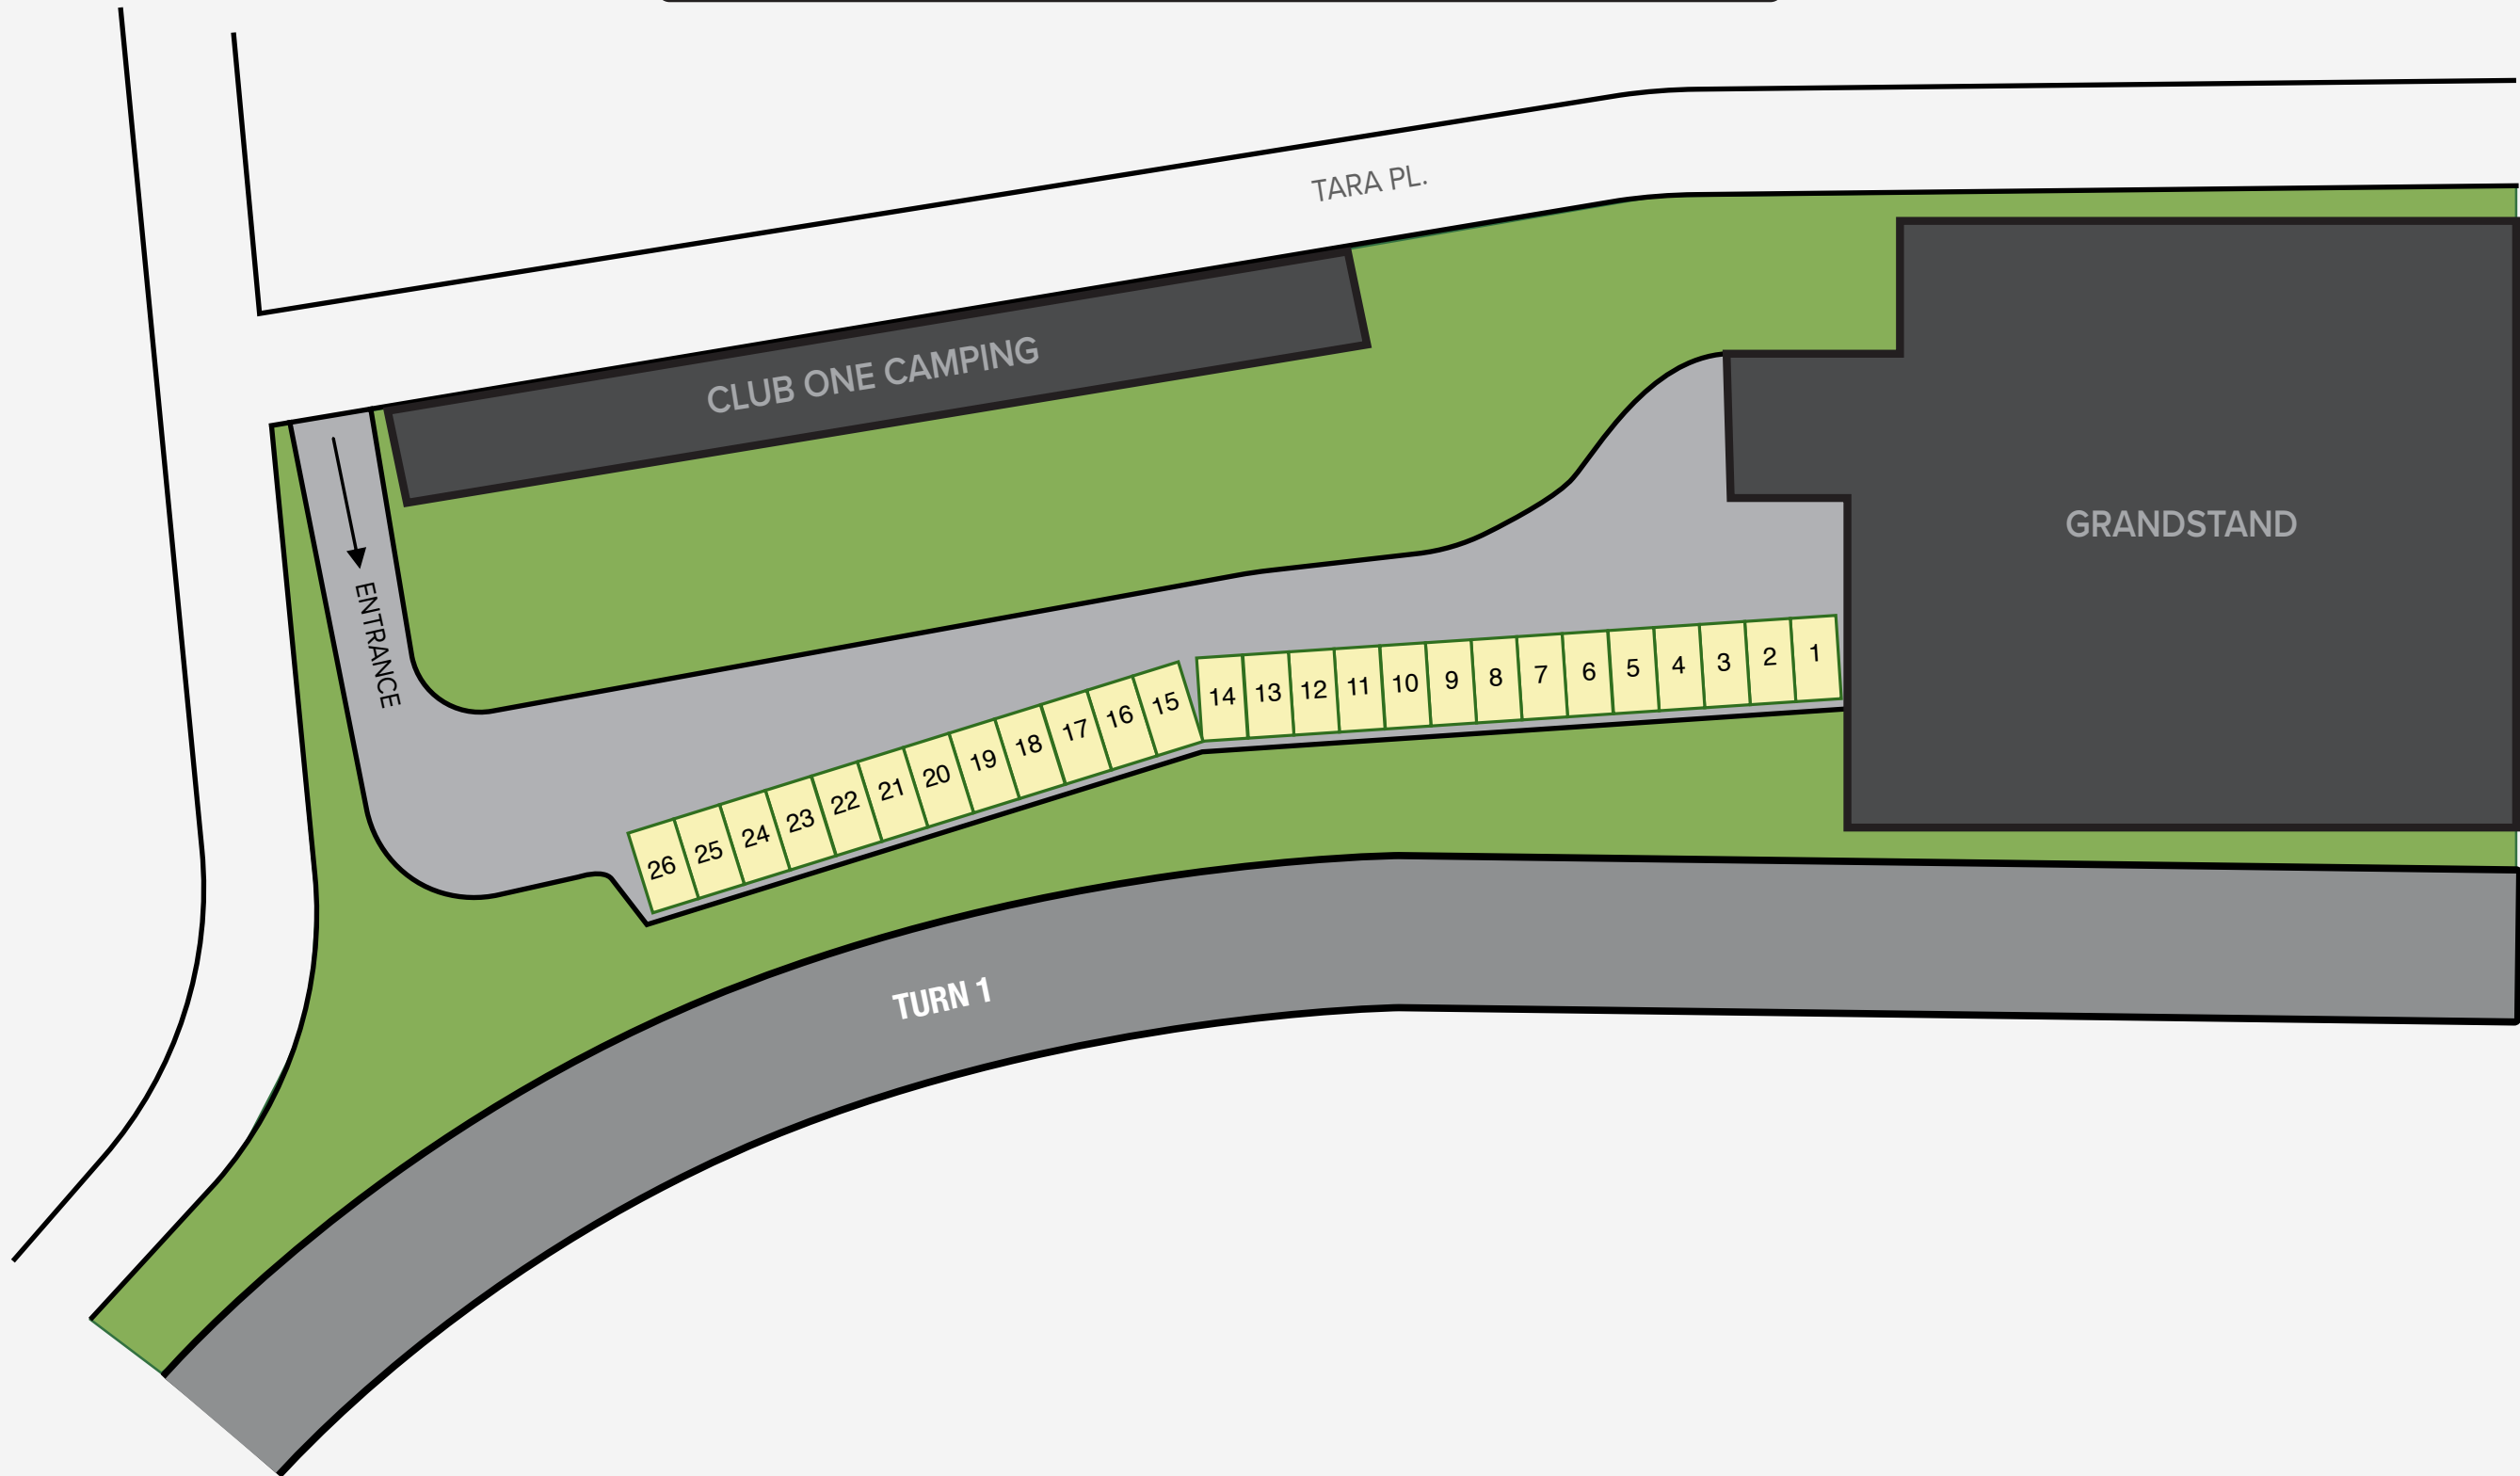 TARA PL.
CLUB ONE CAMPING
GRANDSTAND
ENTRANCE
14 13 12 11 10 9 8 7 6 5 4 3 2 1
26 25 24 23 22 21 20 19 18 17 16 15
TURN 1